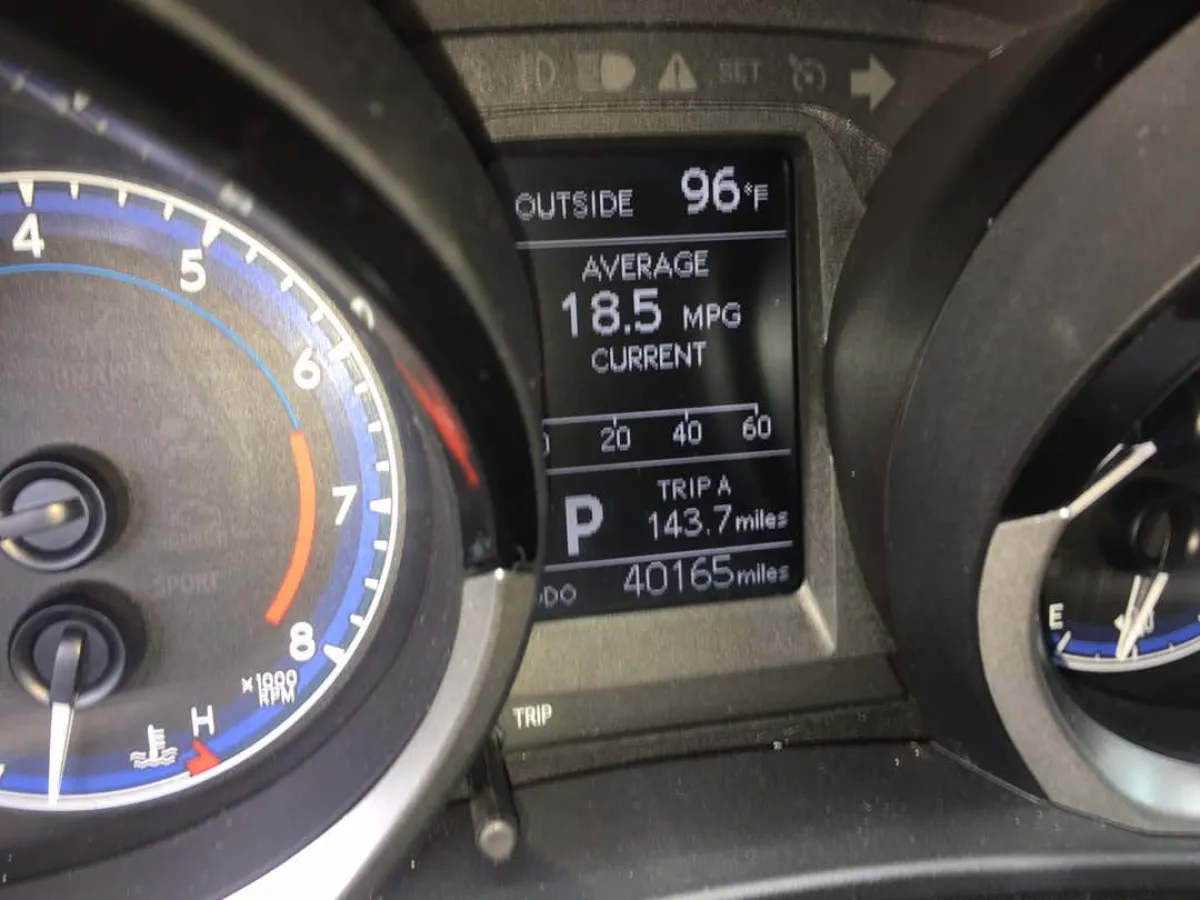 SET
OUTSIDE 96°F
AVERAGE
18.5 MPG
CURRENT
20 40 60
P
TRIP A
143.7 miles
40165 miles
TRIP
4
5
6
7
8
x1000
RPM
H
SPORT
E